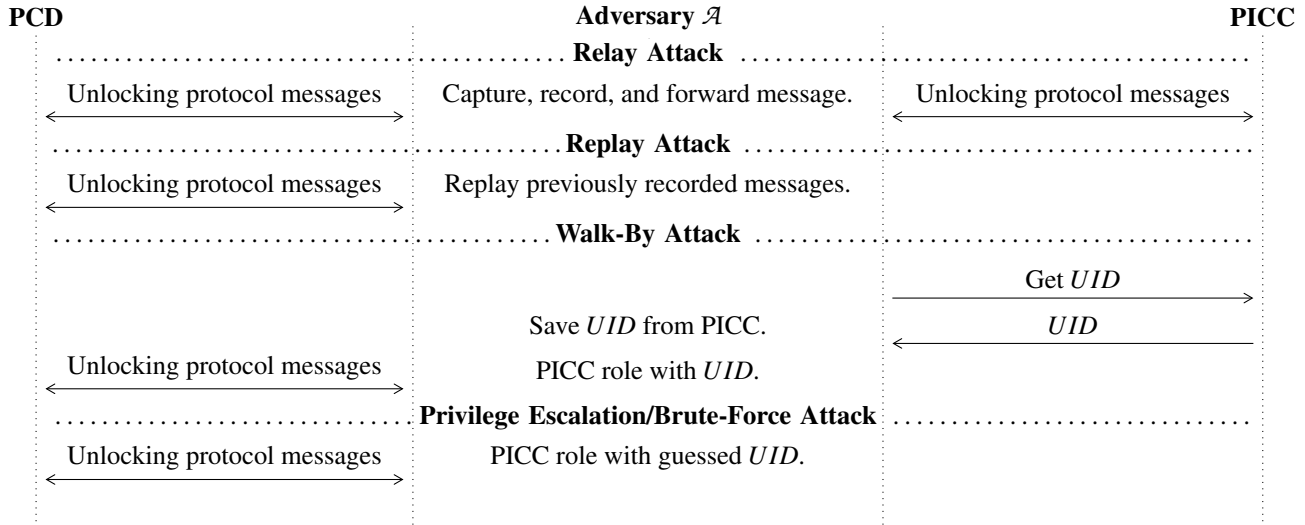 PCD Adversary 𝒜 PICC
Relay Attack
Unlocking protocol messages Capture, record, and forward message. Unlocking protocol messages
Replay Attack
Unlocking protocol messages Replay previously recorded messages.
Walk-By Attack
Get UID
Save UID from PICC. UID
Unlocking protocol messages PICC role with UID.
Privilege Escalation/Brute-Force Attack
Unlocking protocol messages PICC role with guessed UID.